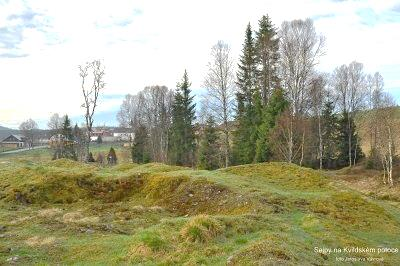 Sejpy na Kvildském potoce
foto Jaroslava Vávrová